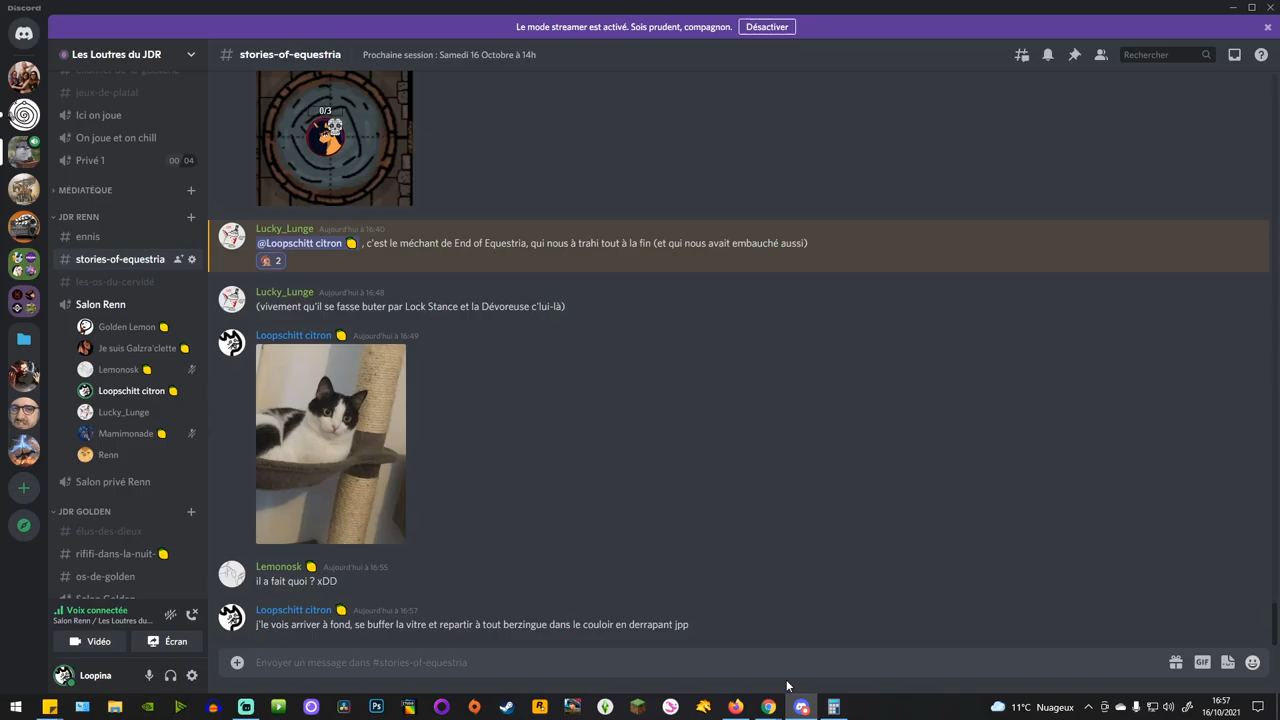 Discord
Le mode streamer est activé. Sois prudent, compagnon. Désactiver
Les Loutres du JDR
stories-of-equestria
Prochaine session : Samedi 16 Octobre à 14h
Rechercher
jeux-de-platal
Ici on joue
On joue et on chill
Privé 1 00 04
MÉDIATÈQUE
JDR RENN
ennis
stories-of-equestria
les-os-du-cervidé
Salon Renn
Golden Lemon
Je suis Galzra'clette
Lemonosk
Loopschitt citron
Lucky_Lunge
Mamimonade
Renn
Salon privé Renn
JDR GOLDEN
élus-des-dieux
rififi-dans-la-nuit-
os-de-golden
Salon Golden
Voix connectée
Salon Renn / Les Loutres du...
Vidéo
Écran
Loopina
0/3
Lucky_Lunge Aujourd'hui à 16:40
@Loopschitt citron , c'est le méchant de End of Equestria, qui nous à trahi tout à la fin (et qui nous avait embauché aussi)
2
Lucky_Lunge Aujourd'hui à 16:48
(vivement qu'il se fasse buter par Lock Stance et la Dévoreuse c'lui-là)
Loopschitt citron Aujourd'hui à 16:49
Lemonosk Aujourd'hui à 16:55
il a fait quoi ? xDD
Loopschitt citron Aujourd'hui à 16:57
j'le vois arriver à fond, se buffer la vitre et repartir à tout berzingue dans le couloir en derrapant jpp
Envoyer un message dans #stories-of-equestria
GIF
Ps
11°C Nuageux
16:57
16/10/2021